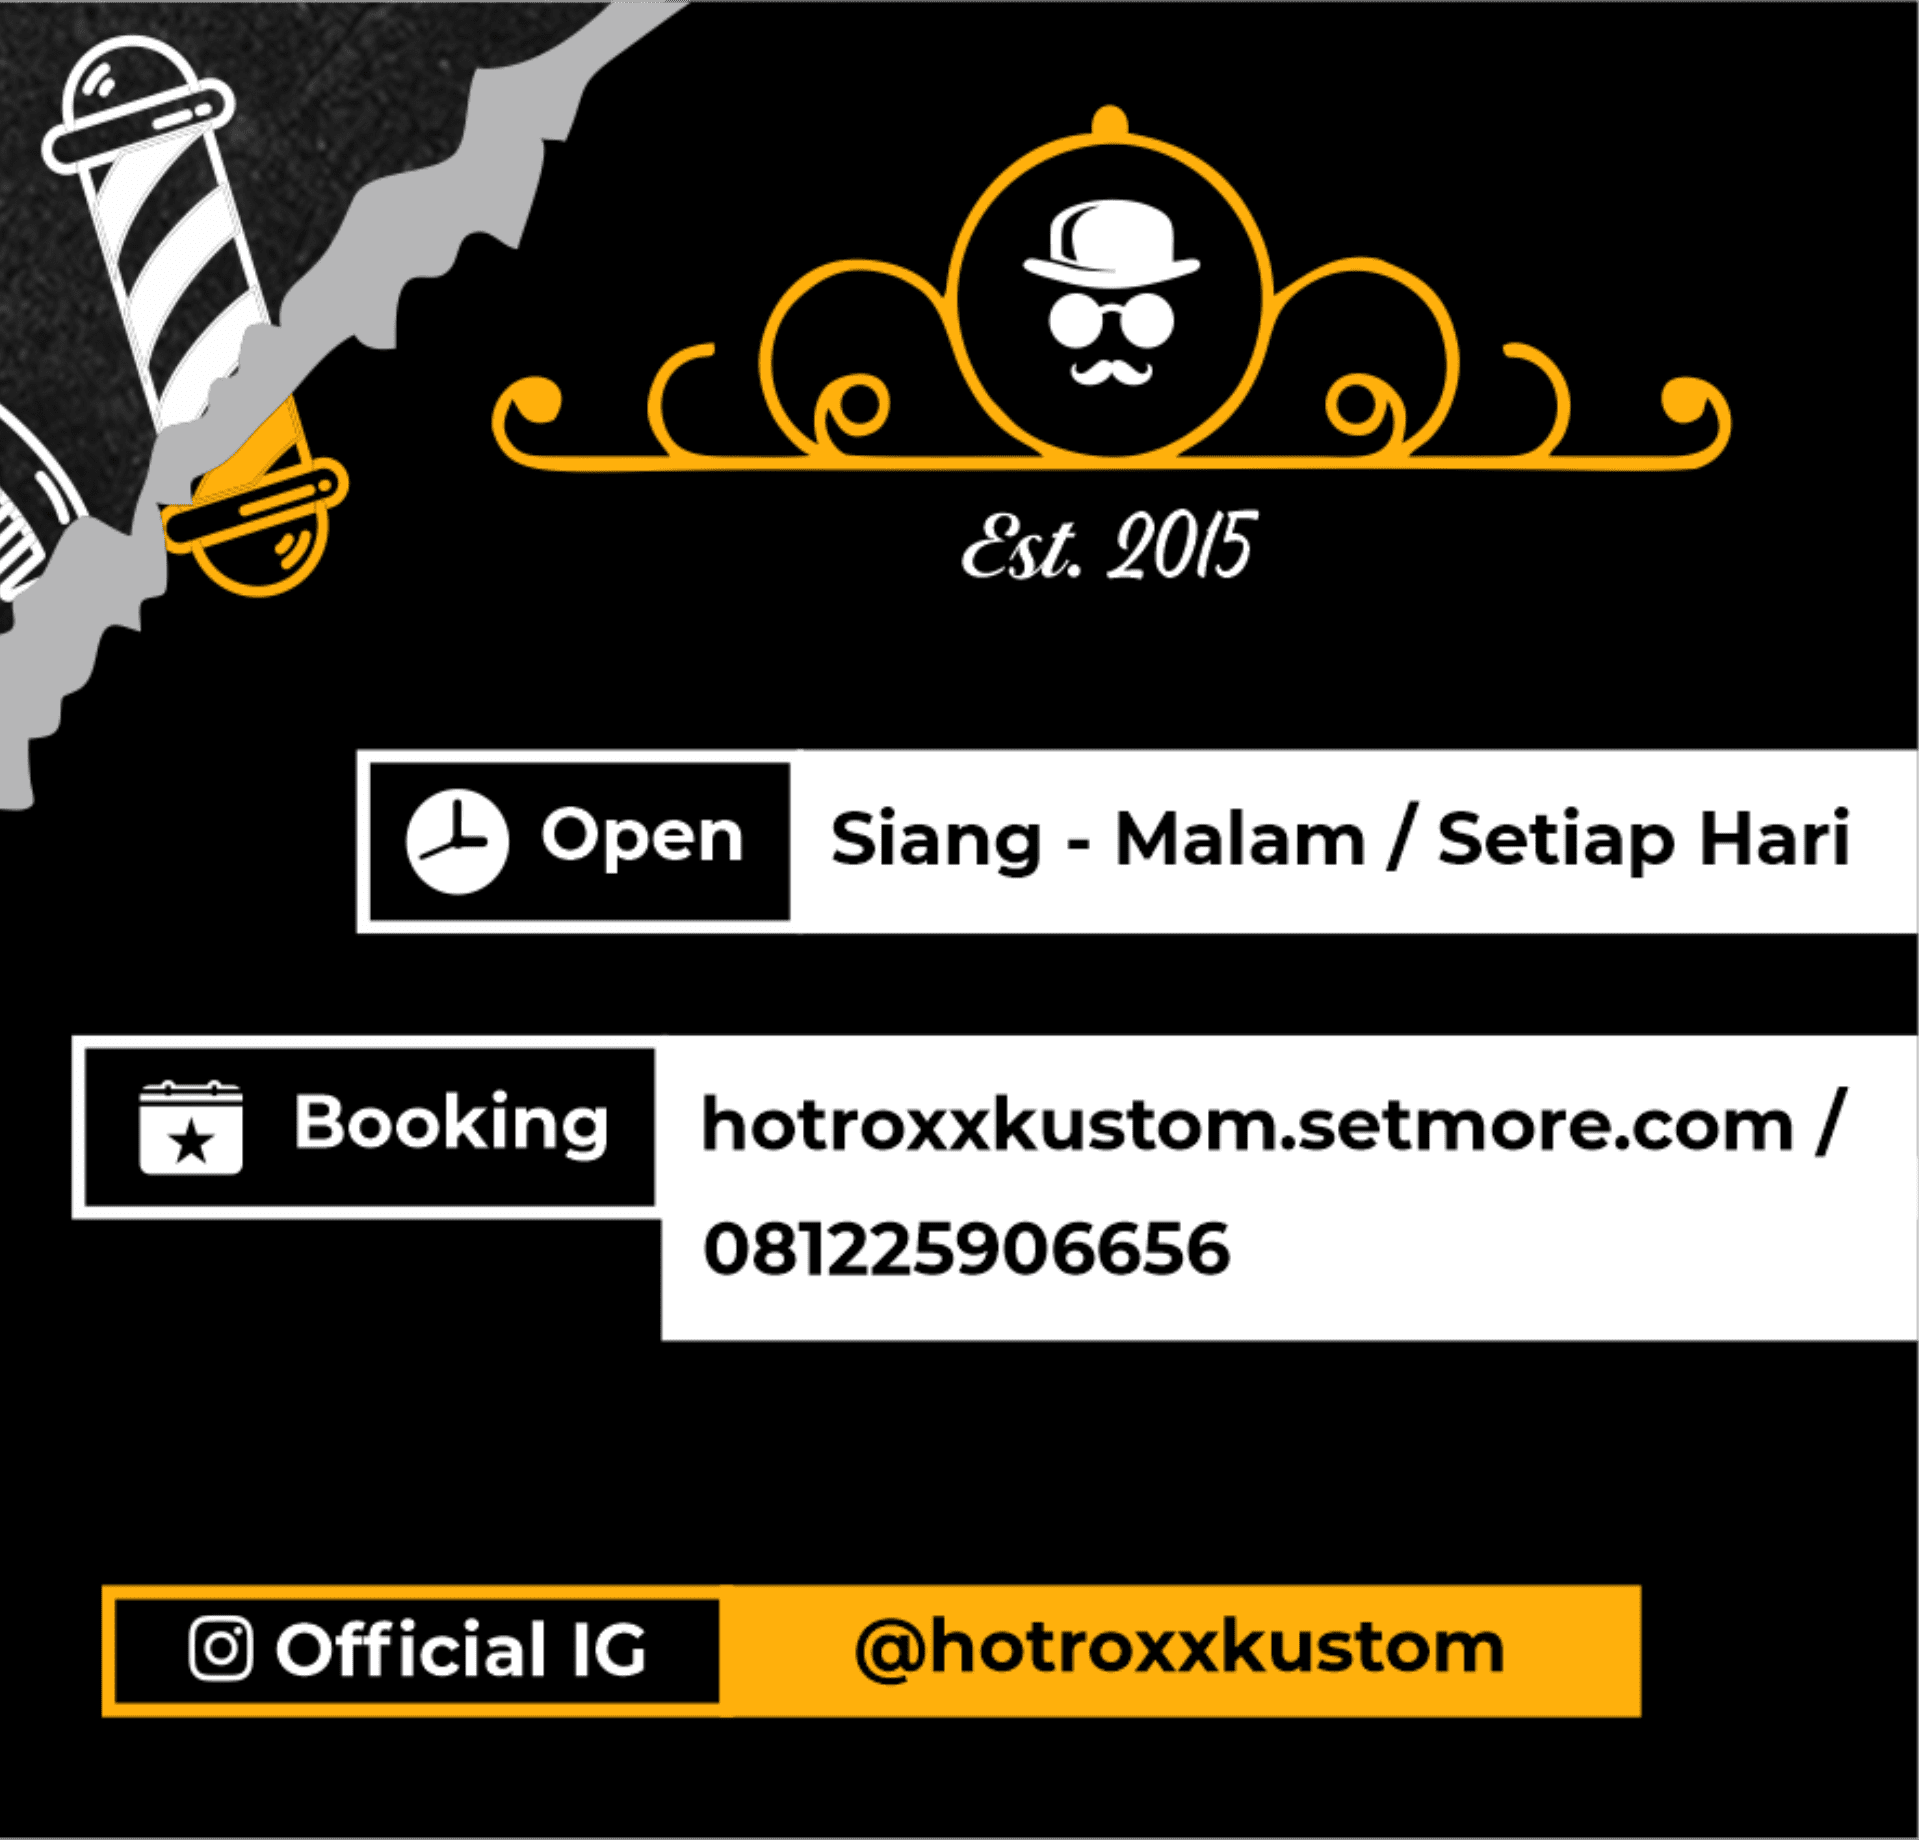 Est. 2015
Open
Siang - Malam / Setiap Hari
Booking
hotroxxkustom.setmore.com /
081225906656
Official IG
@hotroxxkustom